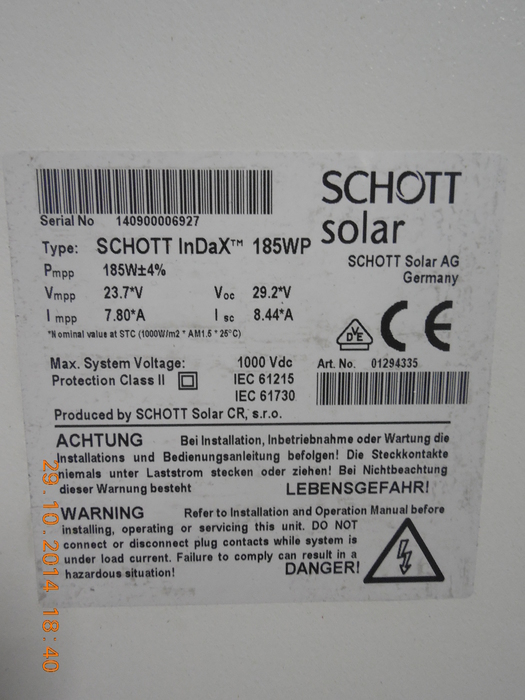 SCHOTT
solar
Serial No 140900006927
Type: SCHOTT InDaX™ 185WP
SCHOTT Solar AG
Germany
Pmpp 185W±4%
Vmpp 23.7*V Voc 29.2*V
I mpp 7.80*A I sc 8.44*A
*Nominal value at STC (1000W/m2 * AM1.5 * 25°C)
VDE CE
Max. System Voltage: 1000 Vdc
Art. No. 01294335
Protection Class II IEC 61215
IEC 61730
Produced by SCHOTT Solar CR, s.r.o.
ACHTUNG Bei Installation, Inbetriebnahme oder Wartung die
Installations und Bedienungsanleitung befolgen! Die Steckkontakte
niemals unter Laststrom stecken oder ziehen! Bei Nichtbeachtung
dieser Warnung besteht LEBENSGEFAHR!
WARNING Refer to Installation and Operation Manual before
installing, operating or servicing this unit. DO NOT
connect or disconnect plug contacts while system is
under load current. Failure to comply can result in a
hazardous situation! DANGER!
29.10.2014 18:40